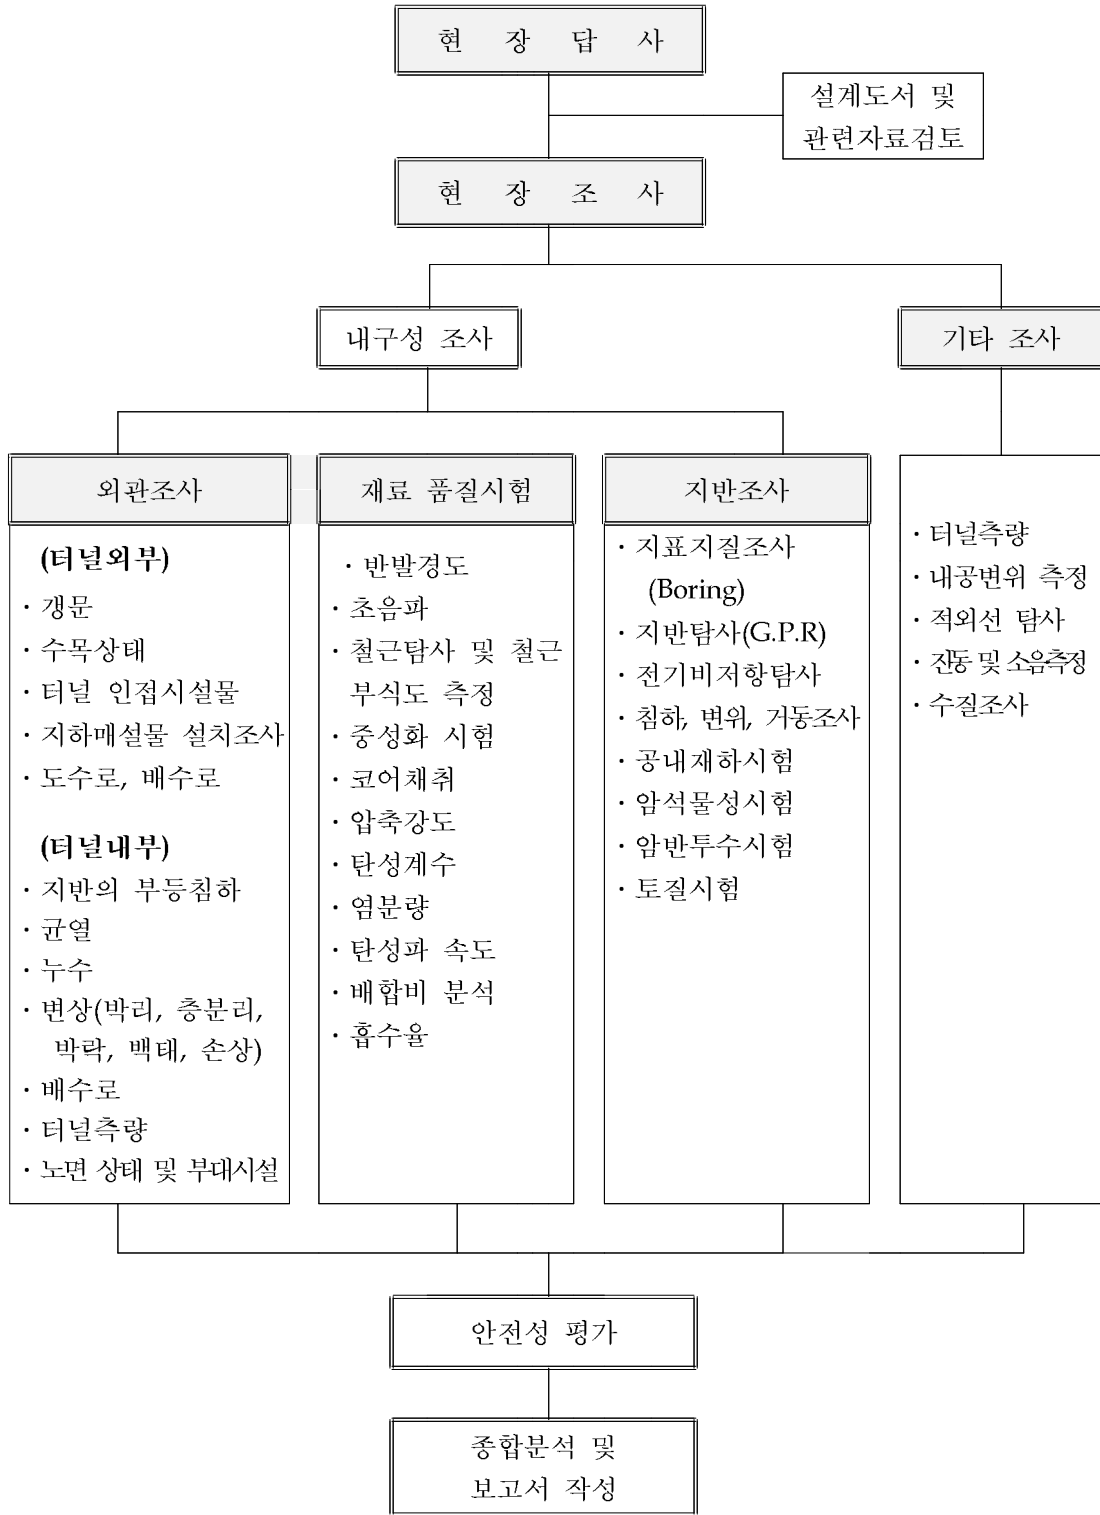 현 장 답 사
설계도서 및
관련자료검토
현 장 조 사
내구성 조사
기타 조사
외관조사
(터널외부)
· 갱문
· 수목상태
· 터널 인접시설물
· 지하매설물 설치조사
· 도수로, 배수로
(터널내부)
· 지반의 부등침하
· 균열
· 누수
· 변상(박리, 층분리,
박락, 백태, 손상)
· 배수로
· 터널측량
· 노면 상태 및 부대시설
재료 품질시험
· 반발경도
· 초음파
· 철근탐사 및 철근
부식도 측정
· 중성화 시험
· 코어채취
· 압축강도
· 탄성계수
· 염분량
· 탄성파 속도
· 배합비 분석
· 흡수율
지반조사
· 지표지질조사
(Boring)
· 지반탐사(G.P.R)
· 전기비저항탐사
· 침하, 변위, 거동조사
· 공내재하시험
· 암석물성시험
· 암반투수시험
· 토질시험
· 터널측량
· 내공변위 측정
· 적외선 탐사
· 진동 및 소음측정
· 수질조사
안전성 평가
종합분석 및
보고서 작성